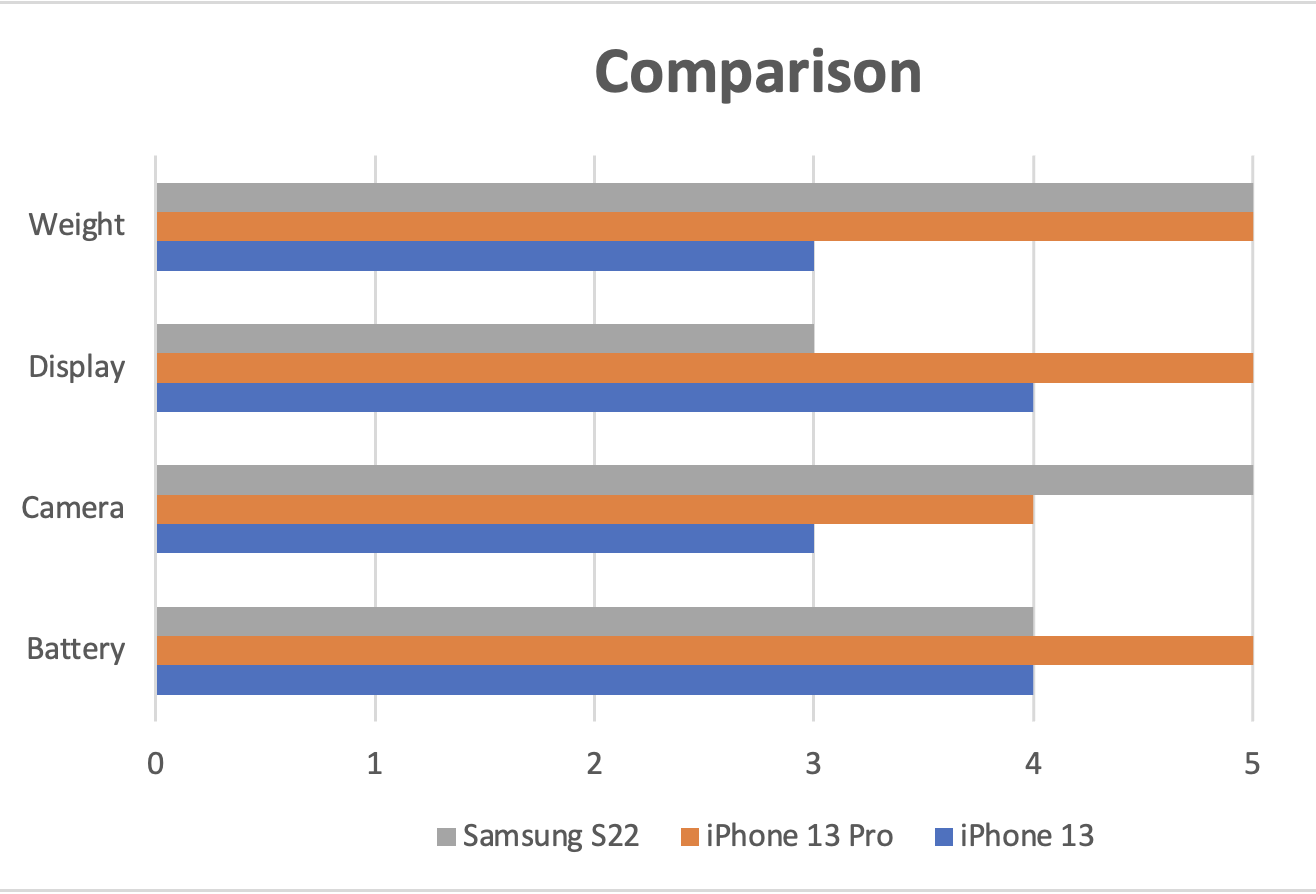 Comparison
Weight
Display
Camera
Battery
0 1 2 3 4 5
Samsung S22 iPhone 13 Pro iPhone 13